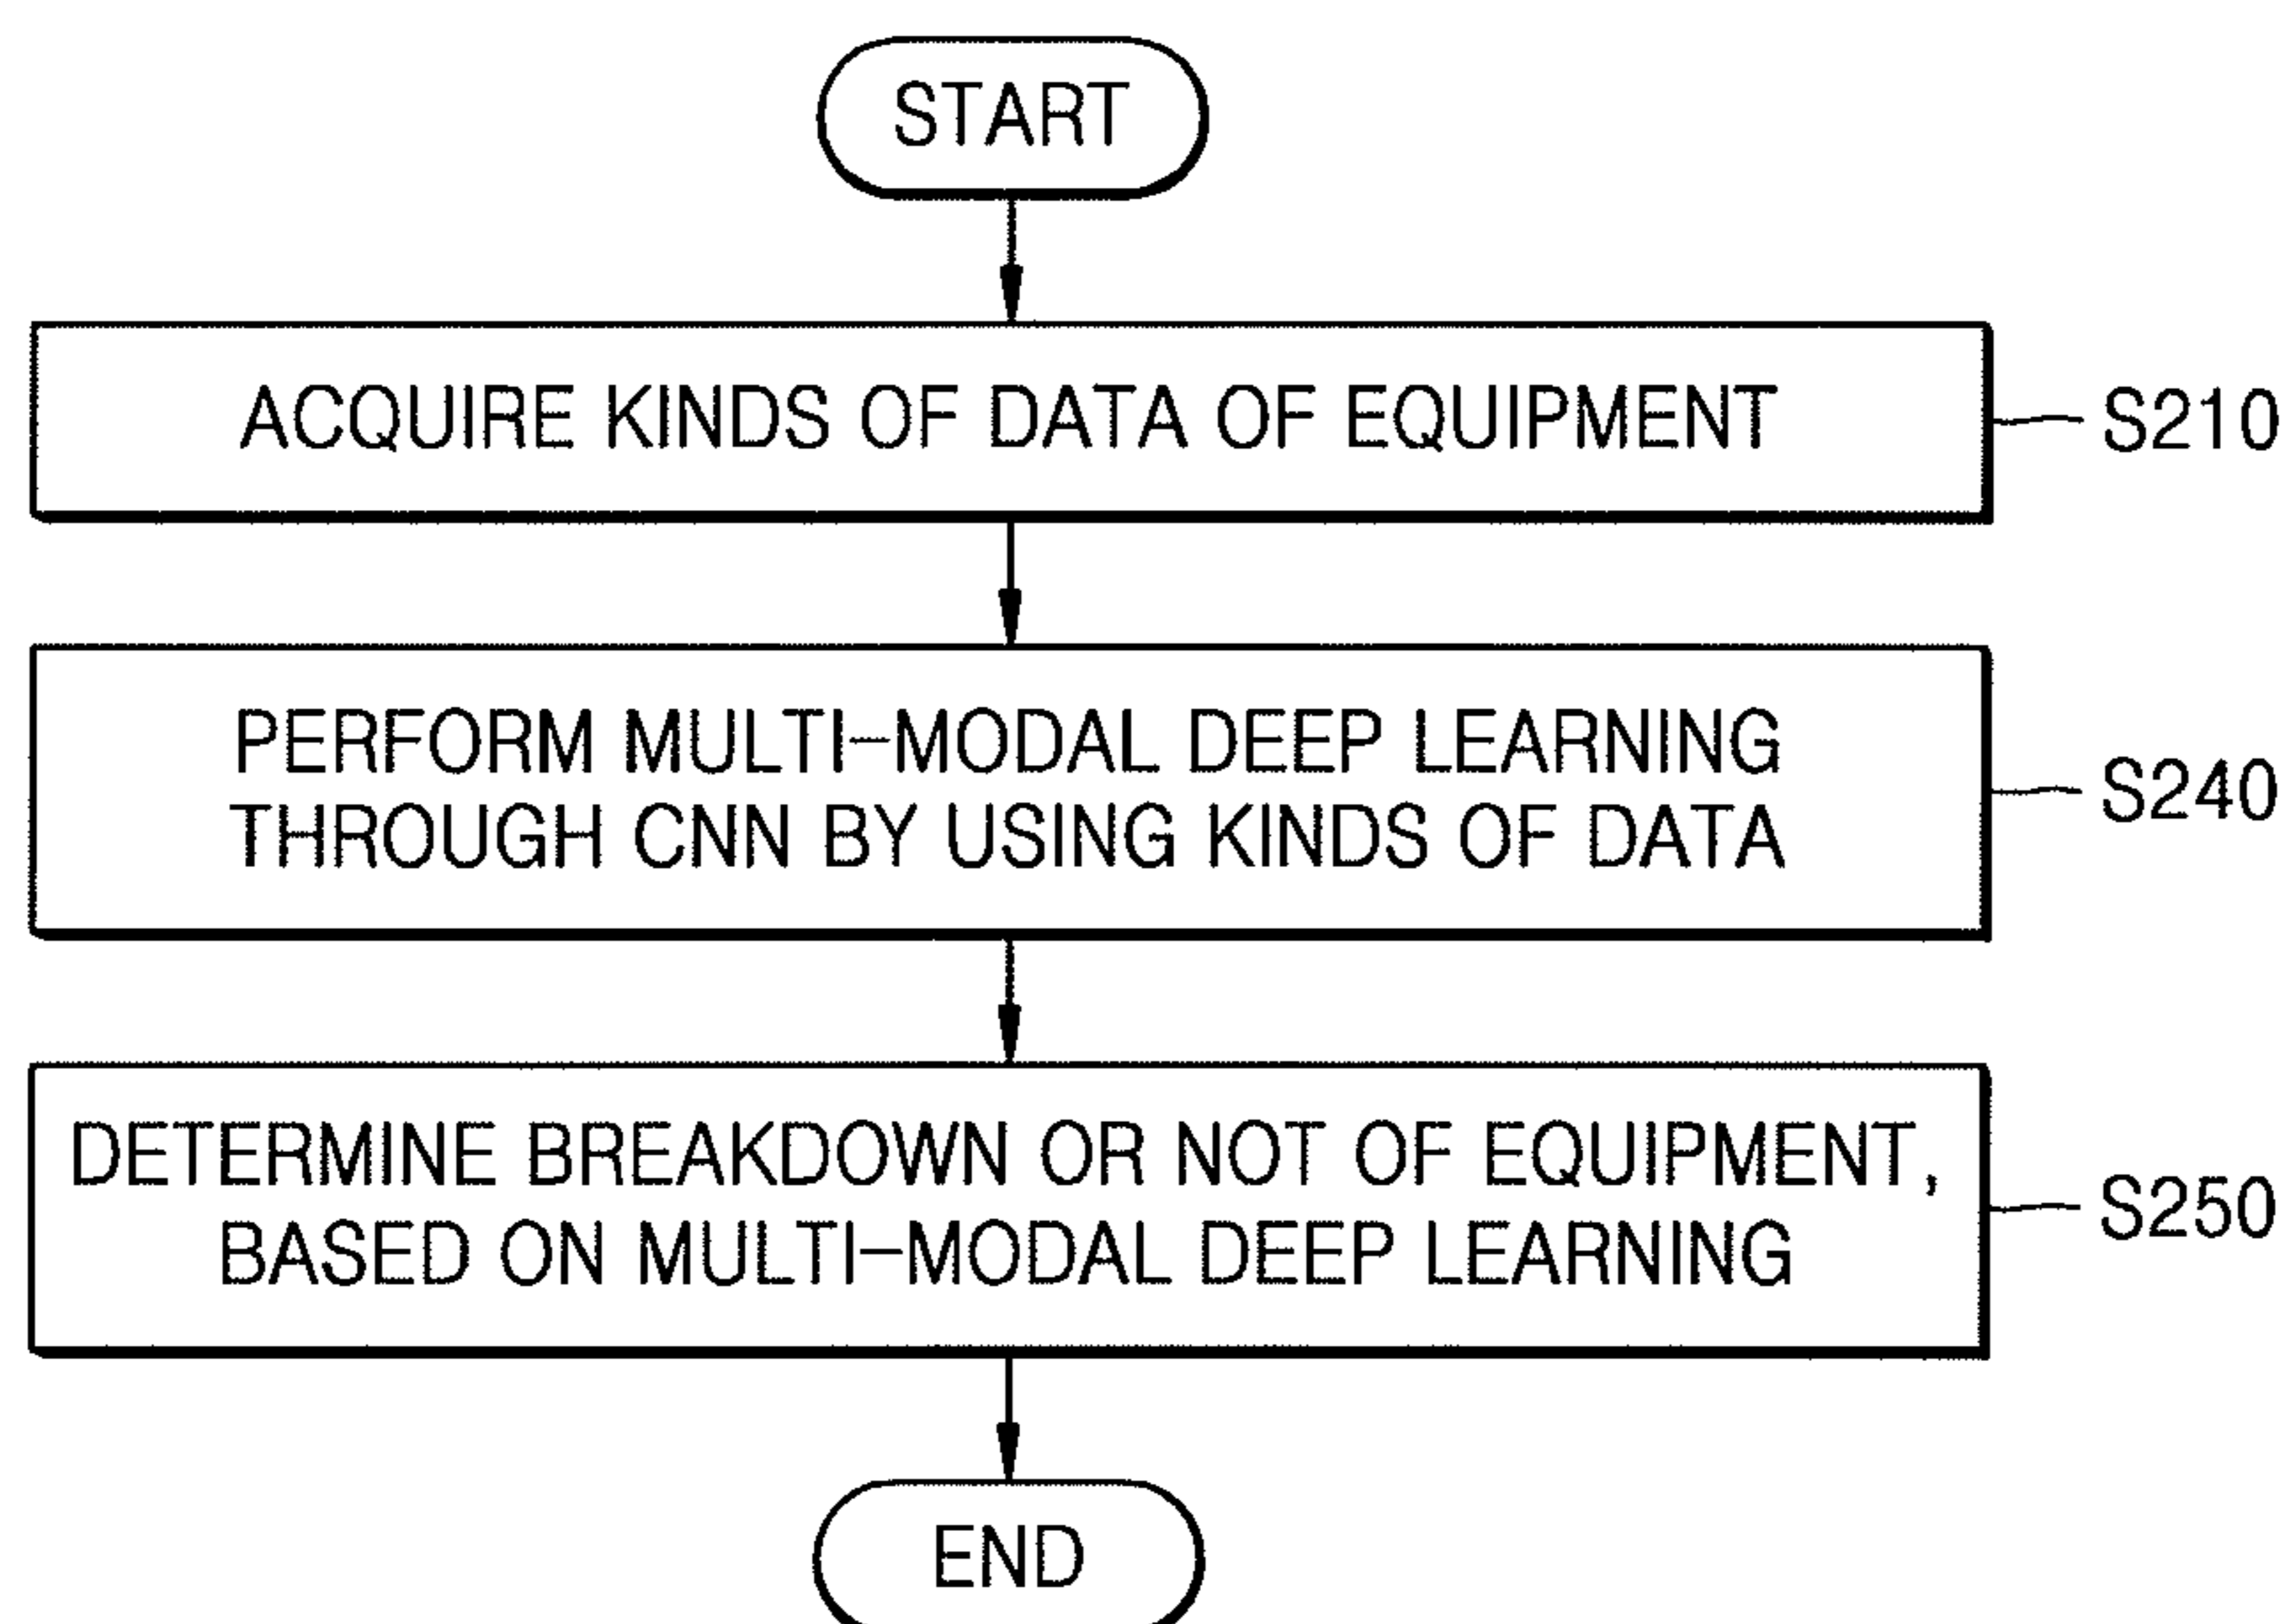 START
ACQUIRE KINDS OF DATA OF EQUIPMENT
S210
PERFORM MULTI-MODAL DEEP LEARNING
THROUGH CNN BY USING KINDS OF DATA
S240
DETERMINE BREAKDOWN OR NOT OF EQUIPMENT,
BASED ON MULTI-MODAL DEEP LEARNING
S250
END